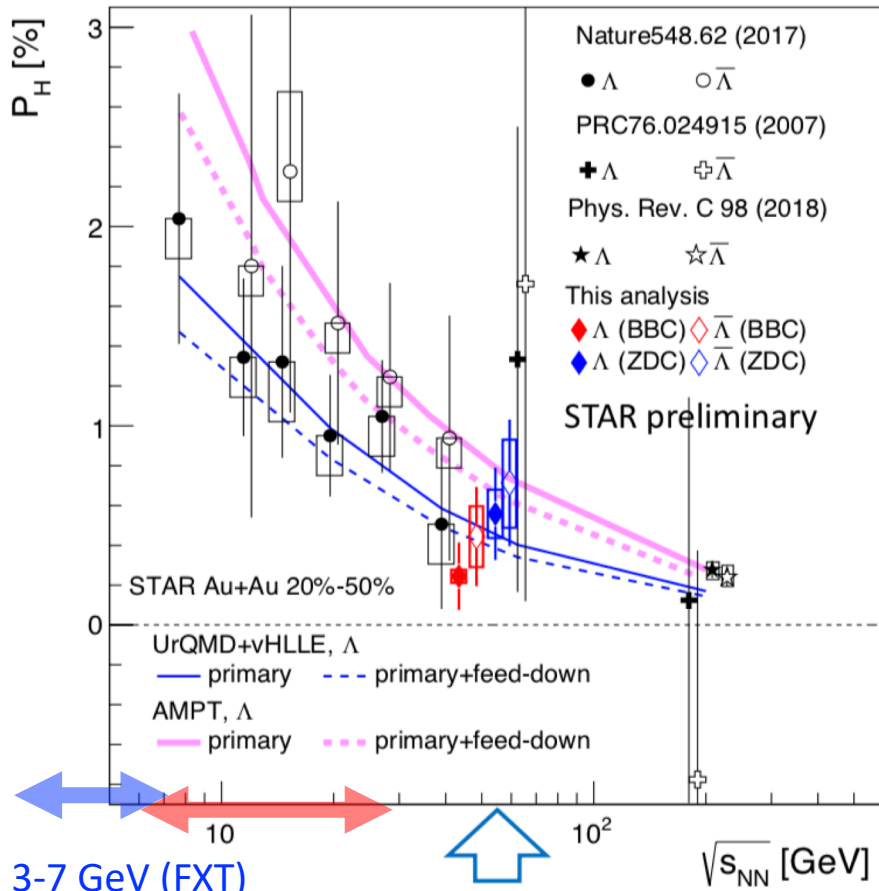 P_H [%]
3
2
1
0
Nature548.62 (2017)
Λ Λ̅
PRC76.024915 (2007)
Λ Λ̅
Phys. Rev. C 98 (2018)
★Λ ☆Λ̅
This analysis
Λ (BBC) Λ̅ (BBC)
Λ (ZDC) Λ̅ (ZDC)
STAR preliminary
STAR Au+Au 20%-50%
UrQMD+vHLLE, Λ
primary primary+feed-down
AMPT, Λ
primary primary+feed-down
10 10² √s_NN [GeV]
3-7 GeV (FXT)